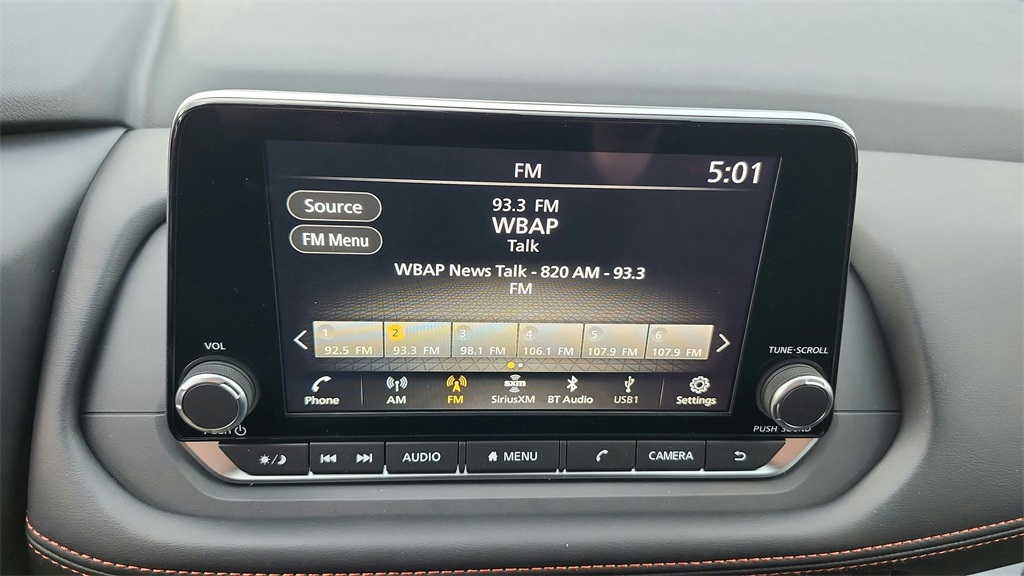 FM 5:01
Source
93.3 FM
WBAP
FM Menu
Talk
WBAP News Talk - 820 AM - 93.3
FM
1 2 3 4 5 6
92.5 FM 93.3 FM 98.1 FM 106.1 FM 107.9 FM 107.9 FM
VOL
TUNE·SCROLL
sxm
Phone AM FM SiriusXM BT Audio USB1 Settings
PUSH
PUSH SOUND
AUDIO MENU CAMERA